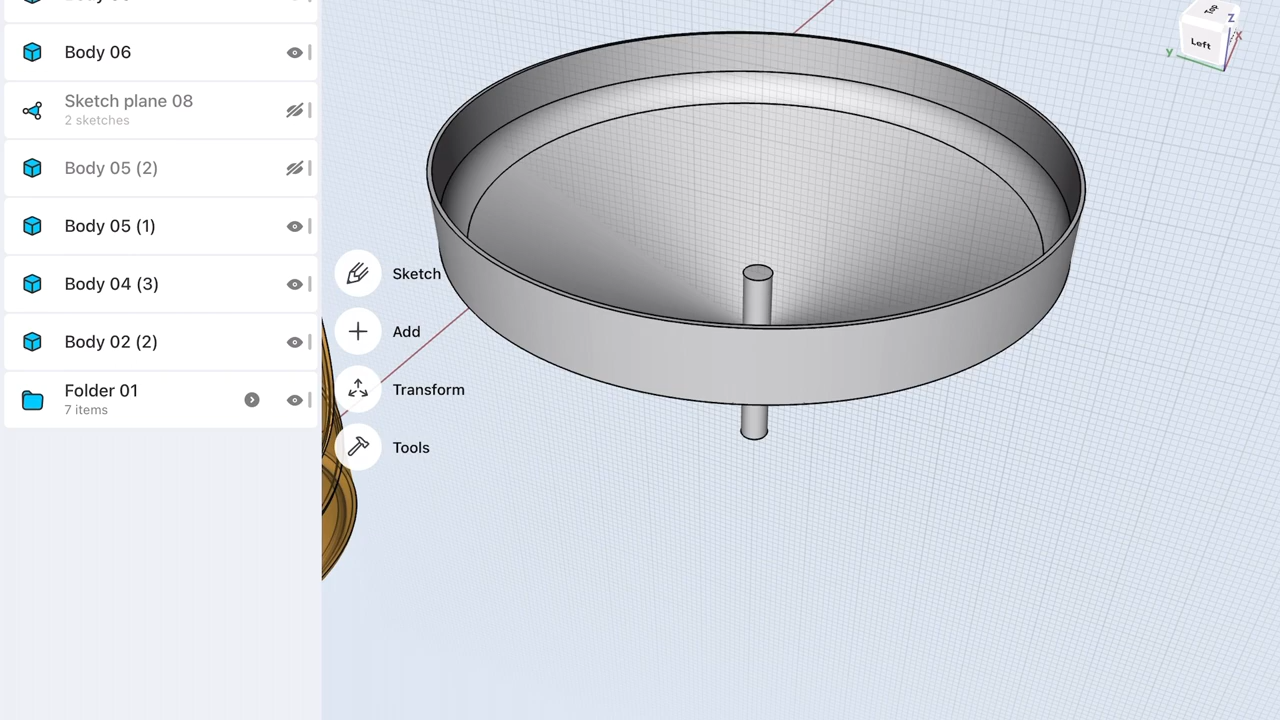 Body 06
Sketch plane 08
2 sketches
Body 05 (2)
Body 05 (1)
Body 04 (3)
Body 02 (2)
Folder 01
7 items
Sketch
Add
Transform
Tools
Top
Left
Z
X
Y